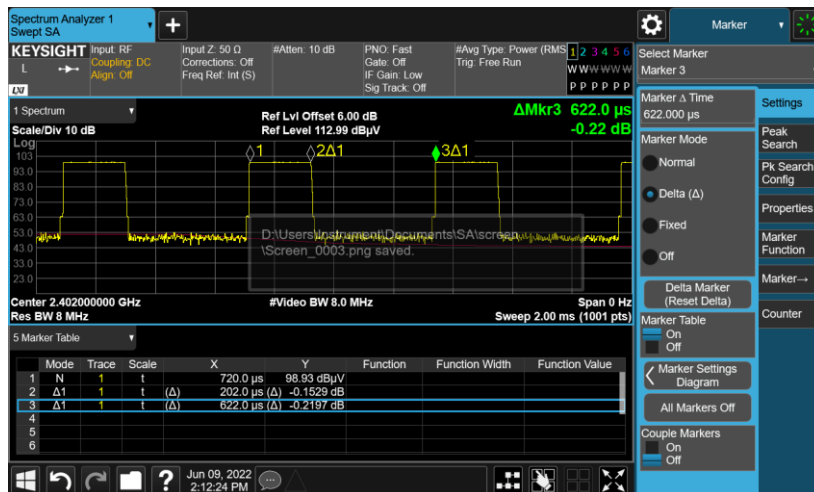 Spectrum Analyzer 1
Swept SA
+
Marker
KEYSIGHT
L
LXI
Input: RF
Coupling: DC
Align: Off
Input Z: 50 Ω
Corrections: Off
Freq Ref: Int (S)
#Atten: 10 dB
PNO: Fast
Gate: Off
IF Gain: Low
Sig Track: Off
#Avg Type: Power (RMS
Trig: Free Run
1 2 3 4 5 6
W W W W W W
P P P P P P
Select Marker
Marker 3
Marker Δ Time
622.000 µs
Marker Mode
Normal
Delta (Δ)
Fixed
Off
Delta Marker
(Reset Delta)
Marker Table
On
Off
Marker Settings
Diagram
All Markers Off
Couple Markers
On
Off
Settings
Peak
Search
Pk Search
Config
Properties
Marker
Function
Marker→
Counter
1 Spectrum
Scale/Div 10 dB
Ref Lvl Offset 6.00 dB
Ref Level 112.99 dBµV
ΔMkr3 622.0 µs
-0.22 dB
Log
103
93.0
83.0
73.0
63.0
53.0
43.0
33.0
23.0
1
2Δ1
3Δ1
D:\Users\Instrument\Documents\SA\screen
\Screen_0003.png saved.
Center 2.402000000 GHz
#Video BW 8.0 MHz
Span 0 Hz
Res BW 8 MHz
Sweep 2.00 ms (1001 pts)
5 Marker Table
Mode Trace Scale X Y Function Function Width Function Value
1 N 1 t 720.0 µs 98.93 dBµV
2 Δ1 1 t (Δ) 202.0 µs (Δ) -0.1529 dB
3 Δ1 1 t (Δ) 622.0 µs (Δ) -0.2197 dB
4
5
6
?
Jun 09, 2022
2:12:24 PM